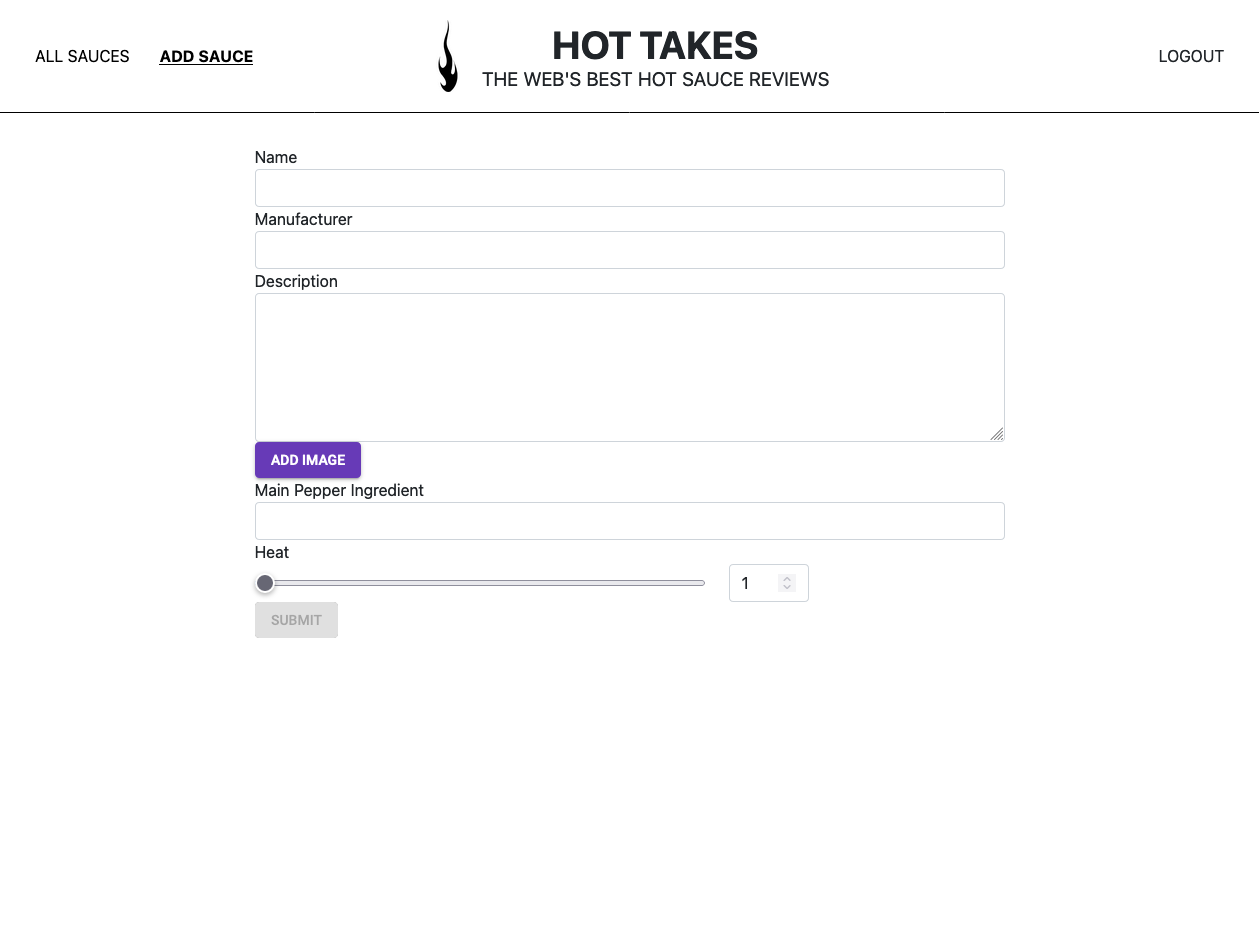 ALL SAUCES
ADD SAUCE
HOT TAKES
THE WEB'S BEST HOT SAUCE REVIEWS
LOGOUT
Name
Manufacturer
Description
ADD IMAGE
Main Pepper Ingredient
Heat
1
SUBMIT